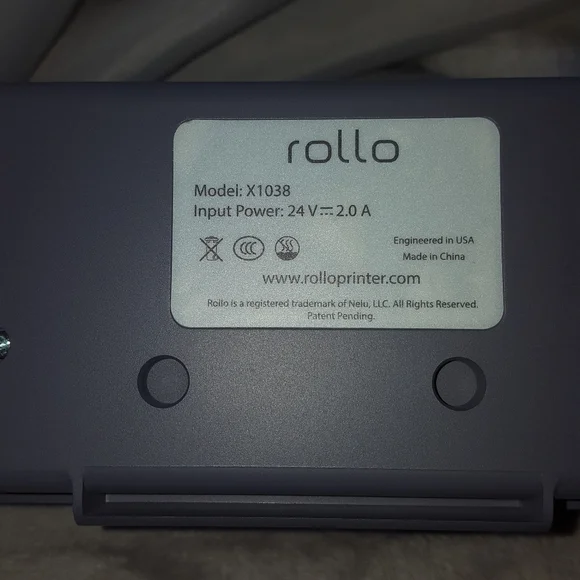 rollo
Model: X1038
Input Power: 24 V⎓2.0 A
CCC
Engineered in USA
Made in China
www.rolloprinter.com
Rollo is a registered trademark of Nelu, LLC. All Rights Reserved.
Patent Pending.